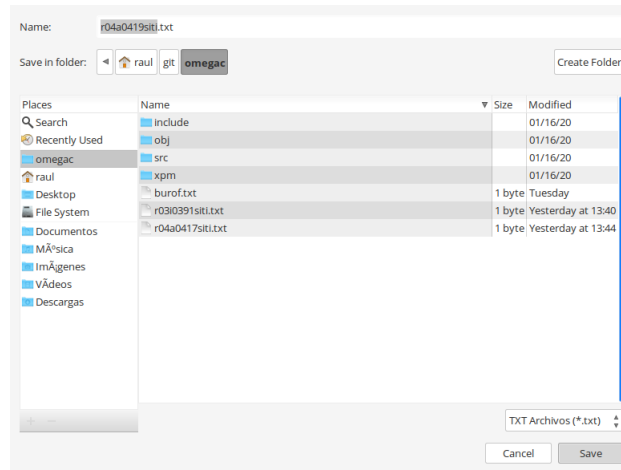 Name: r04a0419siti.txt
Save in folder: raul git omegac Create Folder
Places Name Size Modified
Search include 01/16/20
Recently Used obj 01/16/20
omegac src 01/16/20
raul xpm 01/16/20
Desktop burof.txt 1 byte Tuesday
File System r03i0391siti.txt 1 byte Yesterday at 13:40
Documentos r04a0417siti.txt 1 byte Yesterday at 13:44
MÃºsica
ImÃ¡genes
VÃ­deos
Descargas
TXT Archivos (*.txt)
Cancel Save